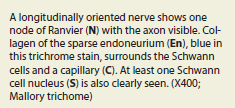 A longitudinally oriented nerve shows one
node of Ranvier (N) with the axon visible. Col-
lagen of the sparse endoneurium (En), blue in
this trichrome stain, surrounds the Schwann
cells and a capillary (C). At least one Schwann
cell nucleus (S) is also clearly seen. (X400;
Mallory trichome)